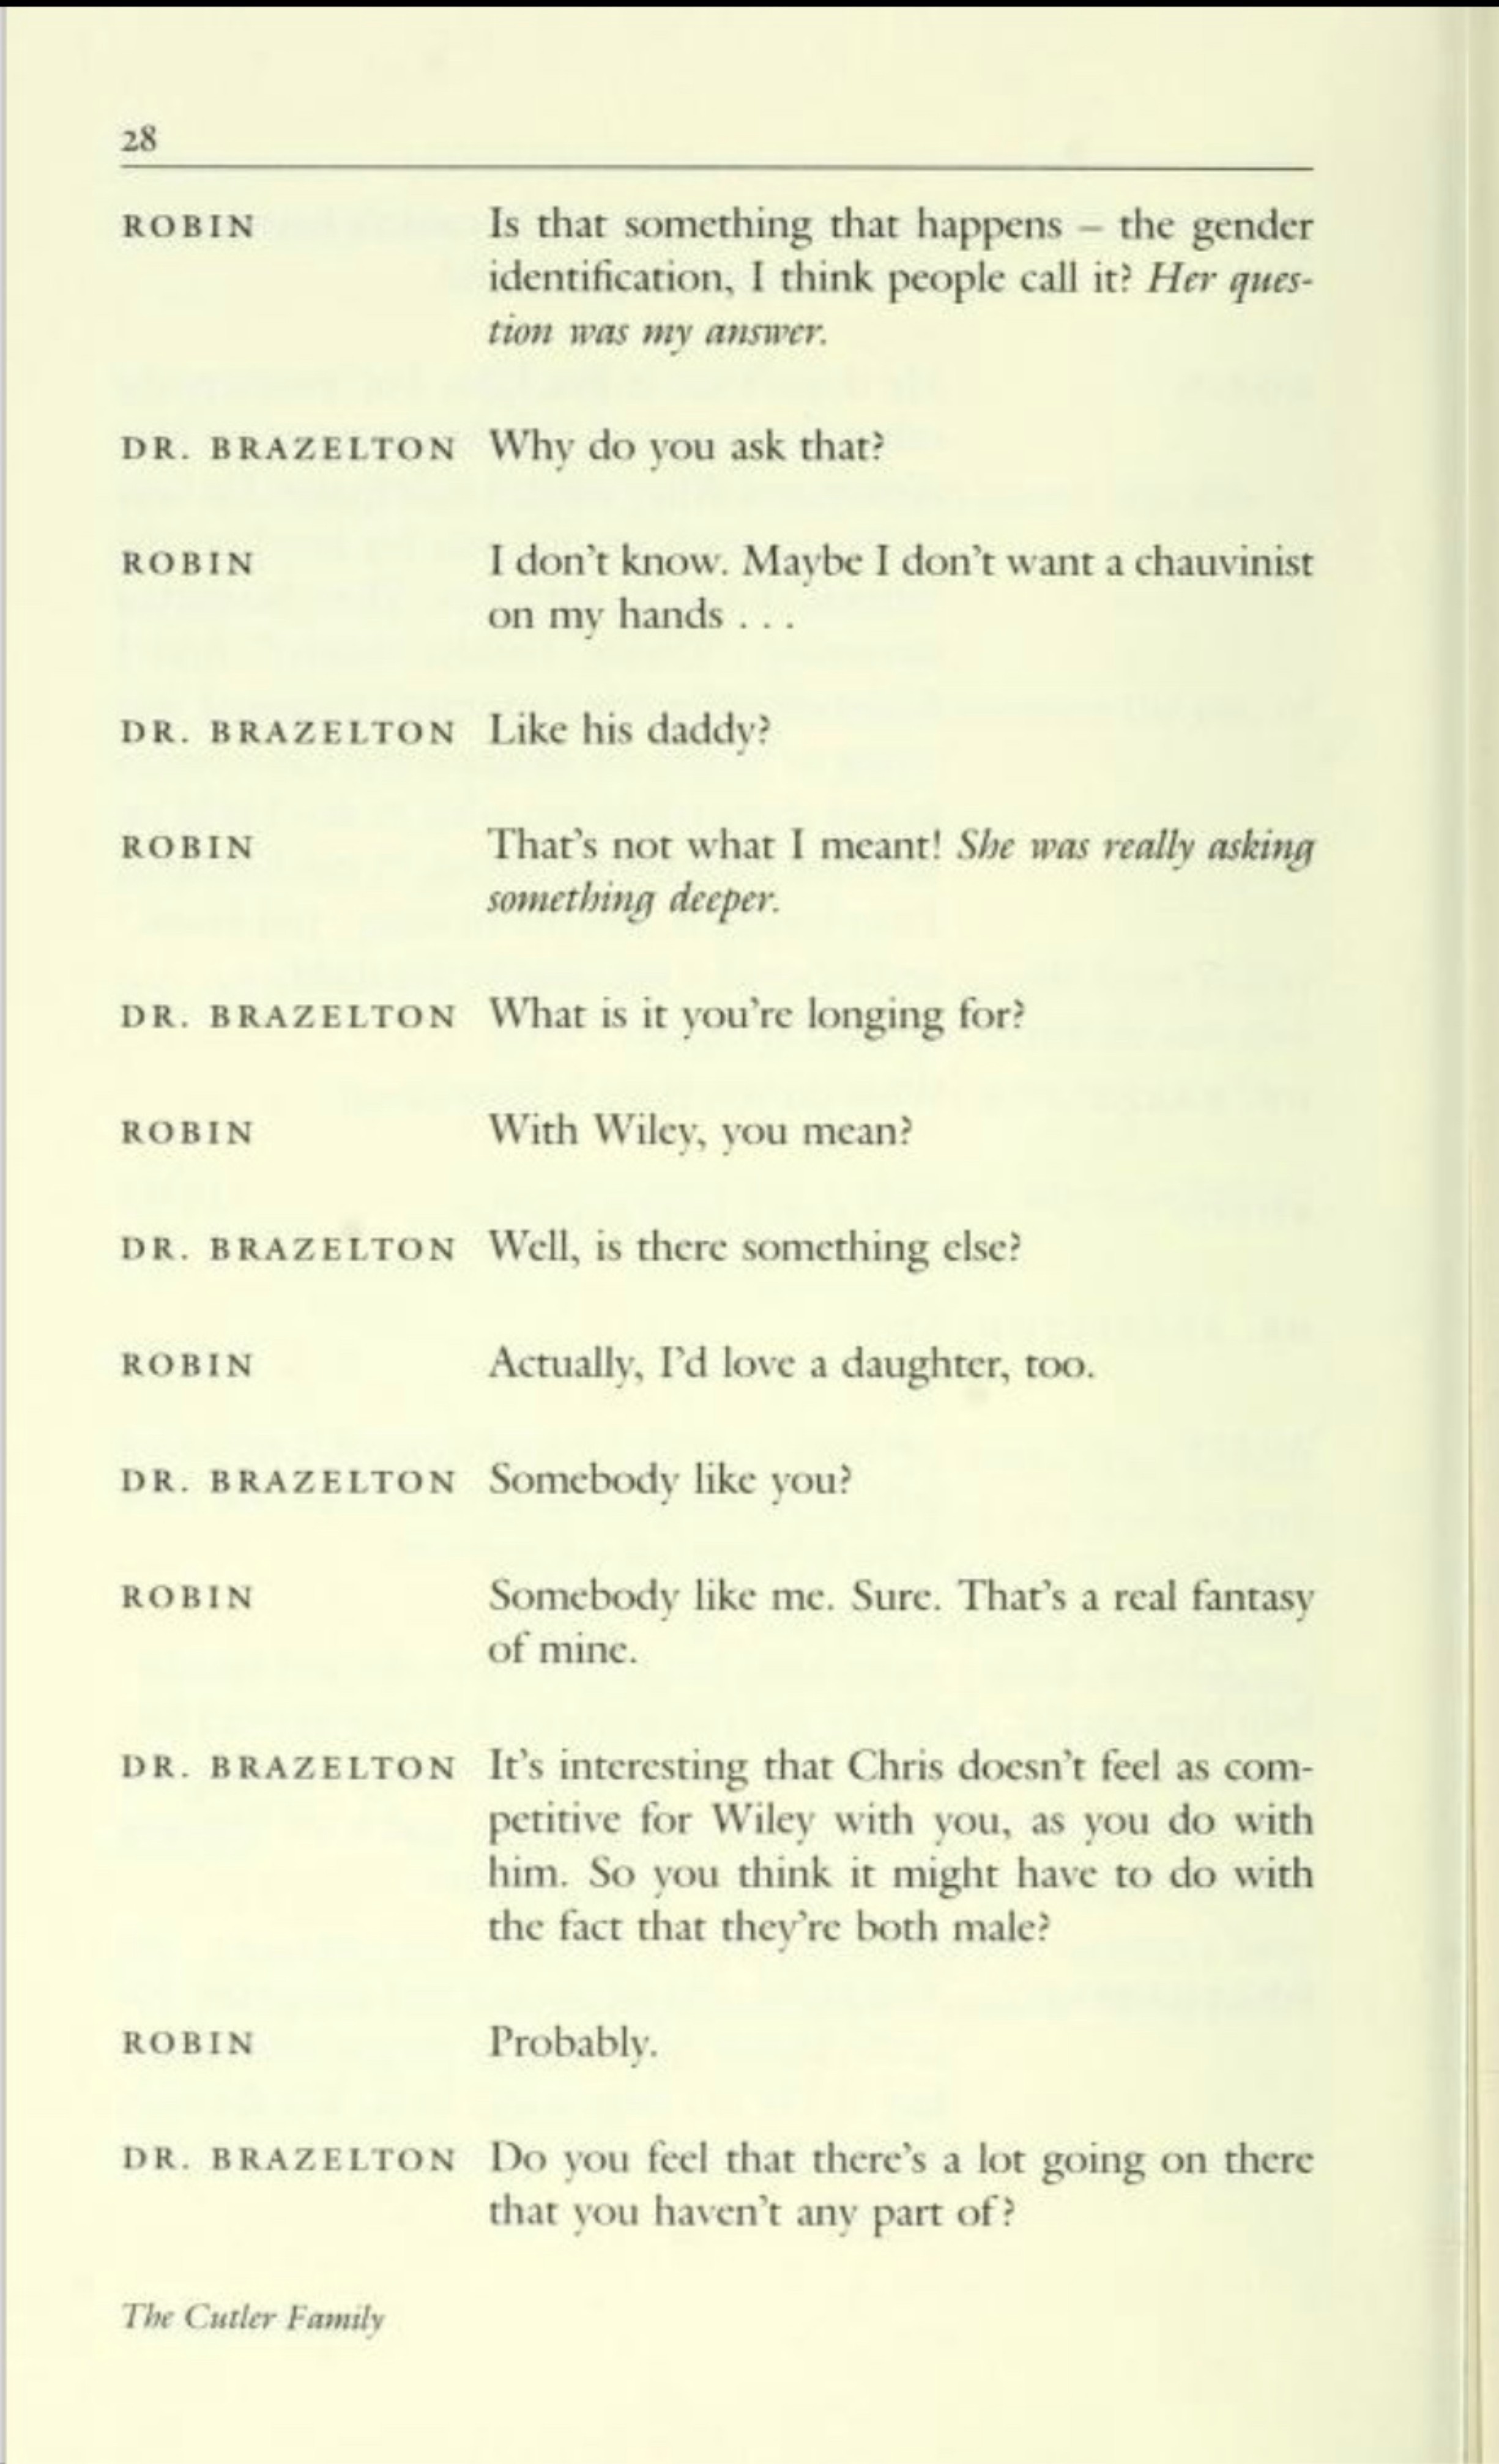 28
ROBIN Is that something that happens – the gender
identification, I think people call it? Her ques-
tion was my answer.
DR. BRAZELTON Why do you ask that?
ROBIN I don't know. Maybe I don't want a chauvinist
on my hands . . .
DR. BRAZELTON Like his daddy?
ROBIN That's not what I meant! She was really asking
something deeper.
DR. BRAZELTON What is it you're longing for?
ROBIN With Wiley, you mean?
DR. BRAZELTON Well, is there something else?
ROBIN Actually, I'd love a daughter, too.
DR. BRAZELTON Somebody like you?
ROBIN Somebody like me. Sure. That's a real fantasy
of mine.
DR. BRAZELTON It's interesting that Chris doesn't feel as com-
petitive for Wiley with you, as you do with
him. So you think it might have to do with
the fact that they're both male?
ROBIN Probably.
DR. BRAZELTON Do you feel that there's a lot going on there
that you haven't any part of?
The Cutler Family